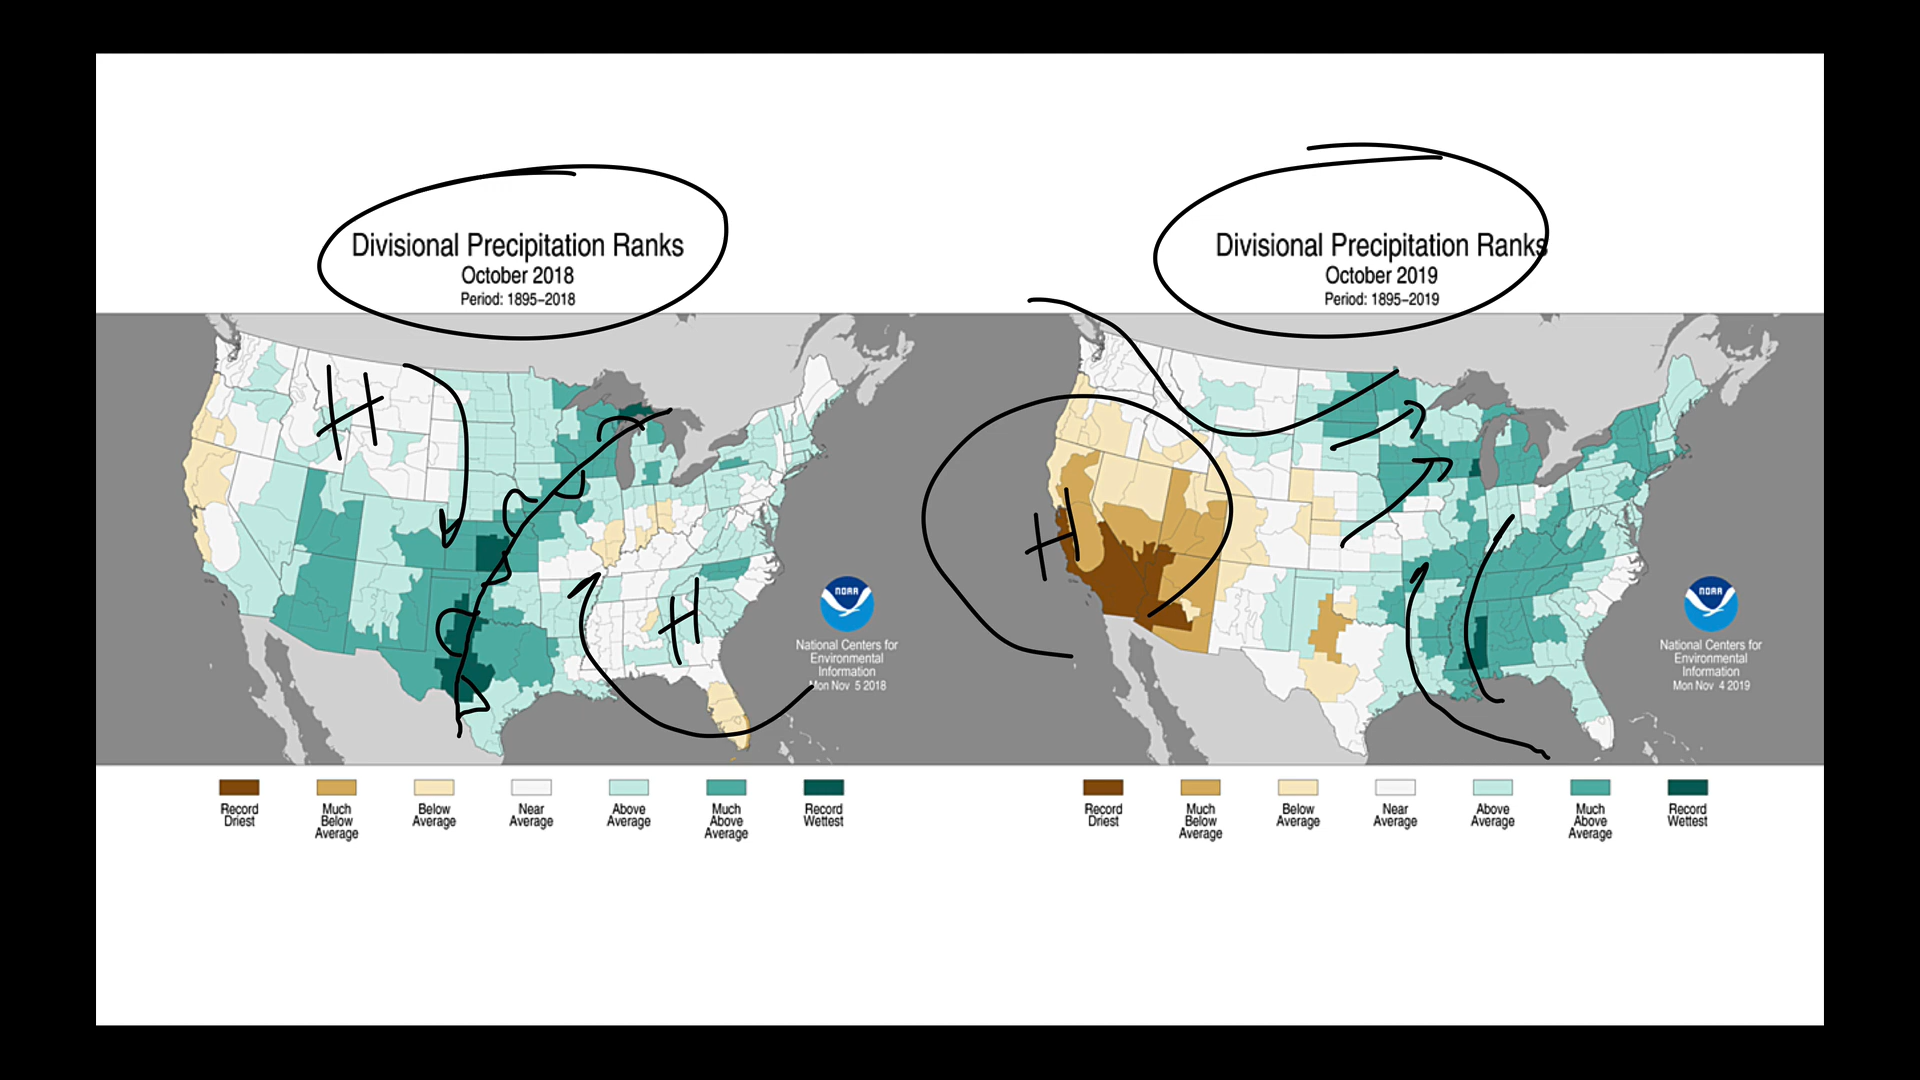 Divisional Precipitation Ranks
October 2018
Period: 1895–2018
H
H
NOAA
National Centers for
Environmental
Information
Mon Nov 5 2018
Record
Driest
Much
Below
Average
Below
Average
Near
Average
Above
Average
Much
Above
Average
Record
Wettest
Divisional Precipitation Ranks
October 2019
Period: 1895–2019
H
NOAA
National Centers for
Environmental
Information
Mon Nov 4 2019
Record
Driest
Much
Below
Average
Below
Average
Near
Average
Above
Average
Much
Above
Average
Record
Wettest